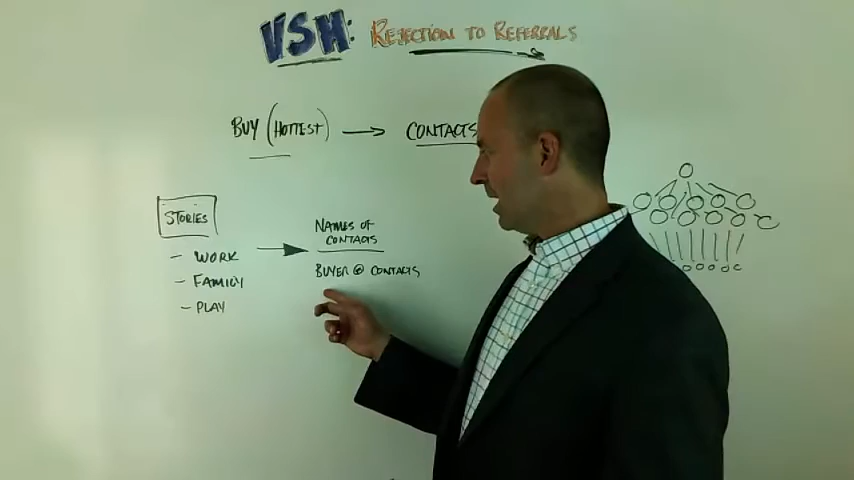 VSH: REJECTION TO REFERRALS
BUY (HOTTEST) → CONTACTS
STORIES
- WORK
- FAMILY
- PLAY
NAMES OF
CONTACTS
BUYER @ CONTACTS